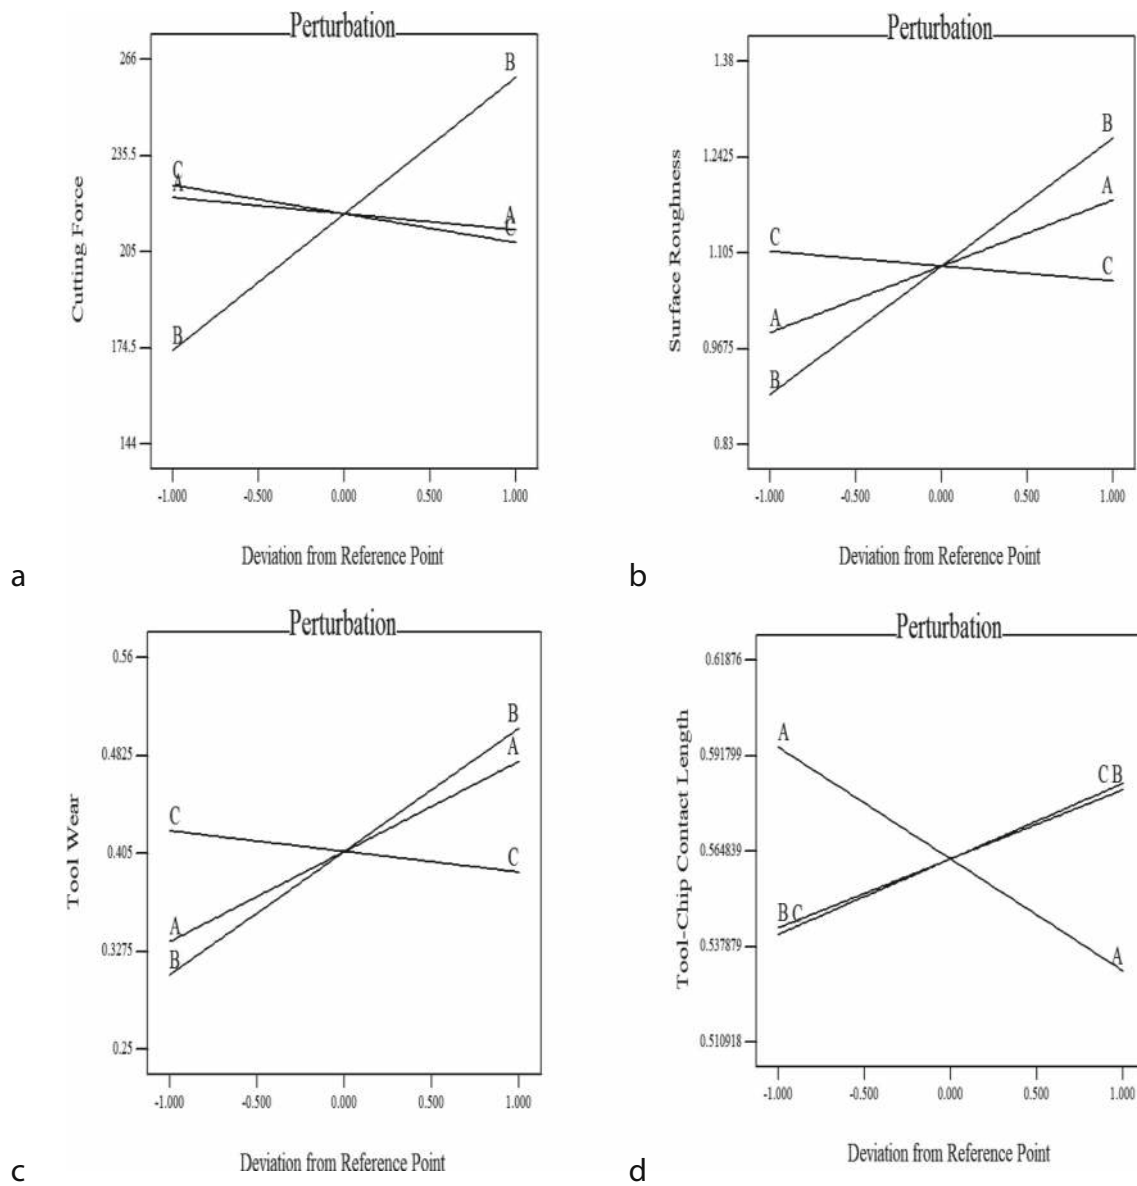 Perturbation
266
235.5
205
174.5
144
Cutting Force
B
C
A
A
C
B
-1.000
-0.500
0.000
0.500
1.000
Deviation from Reference Point
a
Perturbation
1.38
1.2425
1.105
0.9675
0.83
Surface Roughness
B
A
C
C
A
B
-1.000
-0.500
0.000
0.500
1.000
Deviation from Reference Point
b
Perturbation
0.56
0.4825
0.405
0.3275
0.25
Tool Wear
B
A
C
C
A
B
-1.000
-0.500
0.000
0.500
1.000
Deviation from Reference Point
c
Perturbation
0.61876
0.591799
0.564839
0.537879
0.510918
Tool-Chip Contact Length
A
C B
B C
A
-1.000
-0.500
0.000
0.500
1.000
Deviation from Reference Point
d